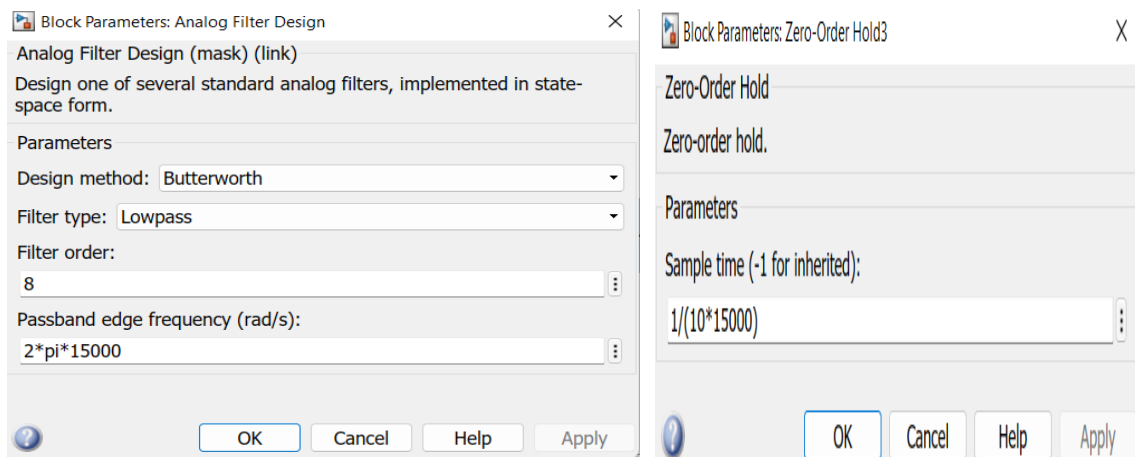 Block Parameters: Analog Filter Design
Analog Filter Design (mask) (link)
Design one of several standard analog filters, implemented in state-
space form.
Parameters
Design method: Butterworth
Filter type: Lowpass
Filter order:
8
Passband edge frequency (rad/s):
2*pi*15000
OK Cancel Help Apply
Block Parameters: Zero-Order Hold3
Zero-Order Hold
Zero-order hold.
Parameters
Sample time (-1 for inherited):
1/(10*15000)
OK Cancel Help Apply